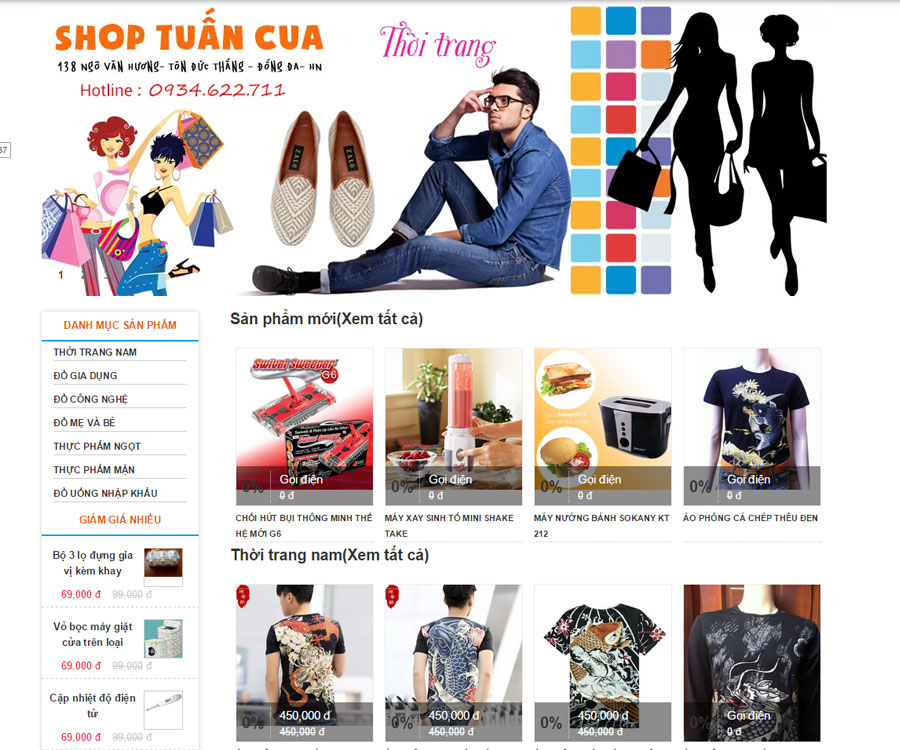 SHOP TUẤN CUA
138 NGÕ VĂN HƯƠNG- TÔN ĐỨC THẮNG - ĐỐNG ĐA- HN
Hotline : 0934.622.711
Thời trang
37
1
DANH MỤC SẢN PHẨM
THỜI TRANG NAM
ĐỒ GIA DỤNG
ĐỒ CÔNG NGHỆ
ĐỒ MẸ VÀ BÉ
THỰC PHẨM NGỌT
THỰC PHẨM MẶN
ĐỒ UỐNG NHẬP KHẨU
GIẢM GIÁ NHIỀU
Bộ 3 lọ đựng gia
vị kèm khay
69,000 đ 99,000 đ
Vỏ bọc máy giặt
cửa trên loại
69,000 đ 99,000 đ
Cặp nhiệt độ điện
tử
69,000 đ 99,000 đ
Sản phẩm mới(Xem tất cả)
Swivel Sweeper
G6
0% Gọi điện
0 đ
0% Gọi điện
0 đ
0% Gọi điện
0 đ
0% Gọi điện
0 đ
CHỔI HÚT BỤI THÔNG MINH THẾ
HỆ MỚI G6
MÁY XAY SINH TỐ MINI SHAKE
TAKE
MÁY NƯỚNG BÁNH SOKANY KT
212
ÁO PHÔNG CÁ CHÉP THÊU ĐEN
Thời trang nam(Xem tất cả)
0% 450,000 đ
450,000 đ
0% 450,000 đ
450,000 đ
0% 450,000 đ
450,000 đ
0% Gọi điện
0 đ